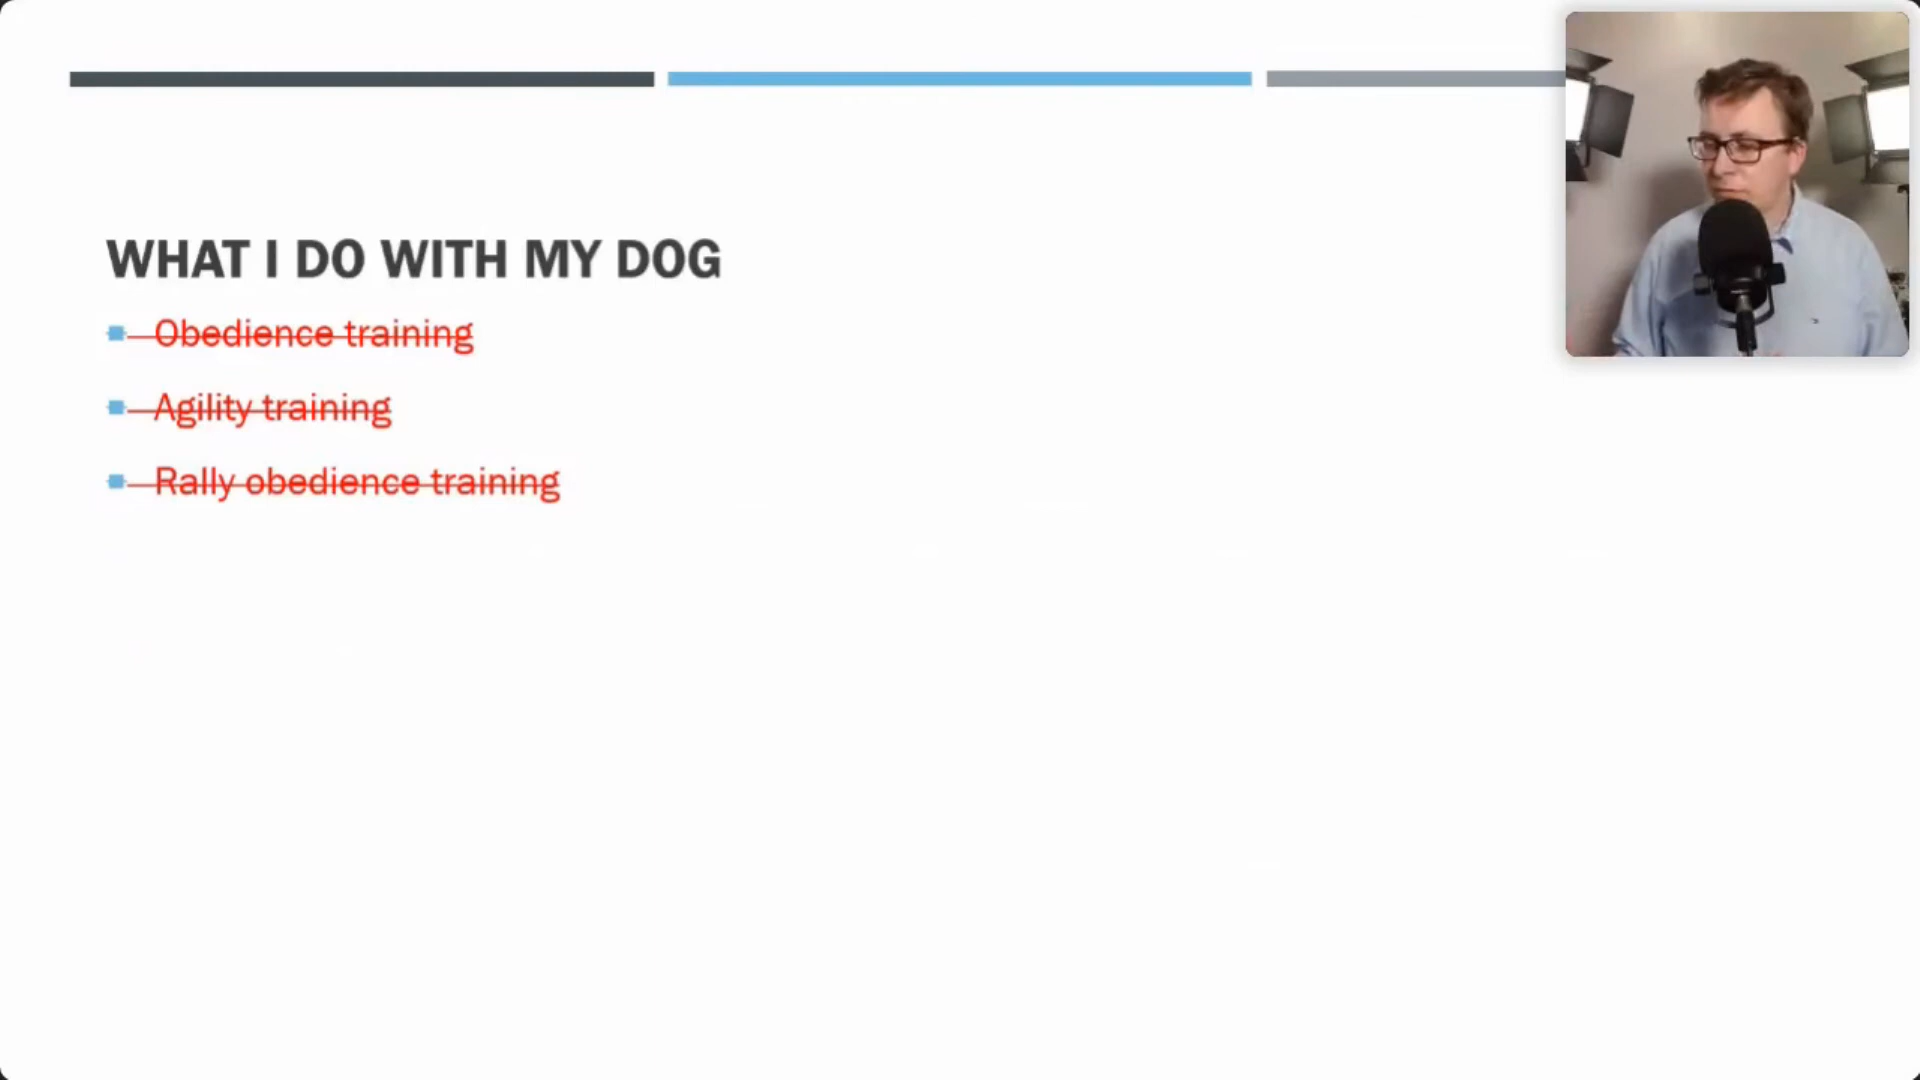 WHAT I DO WITH MY DOG
Obedience training
Agility training
Rally obedience training